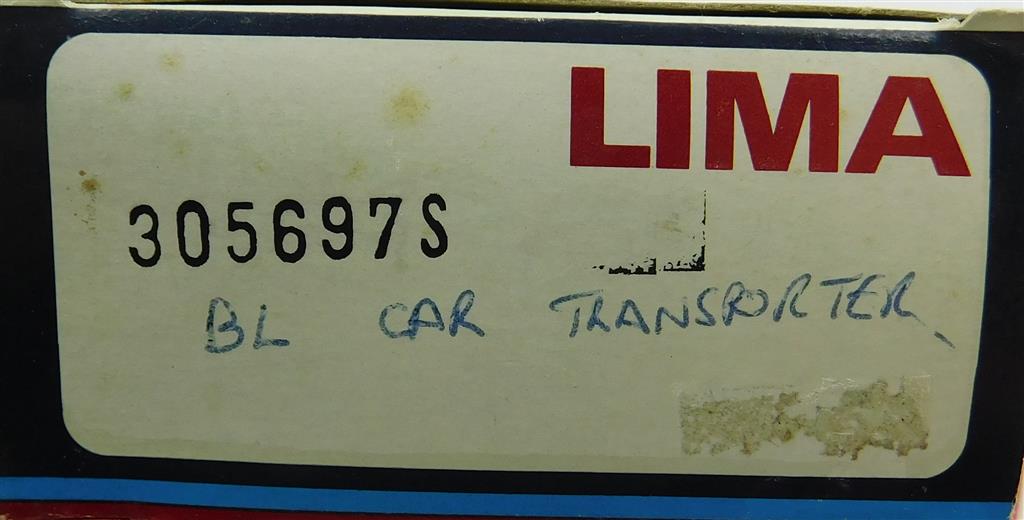 LIMA
305697S
BL CAR TRANSPORTER